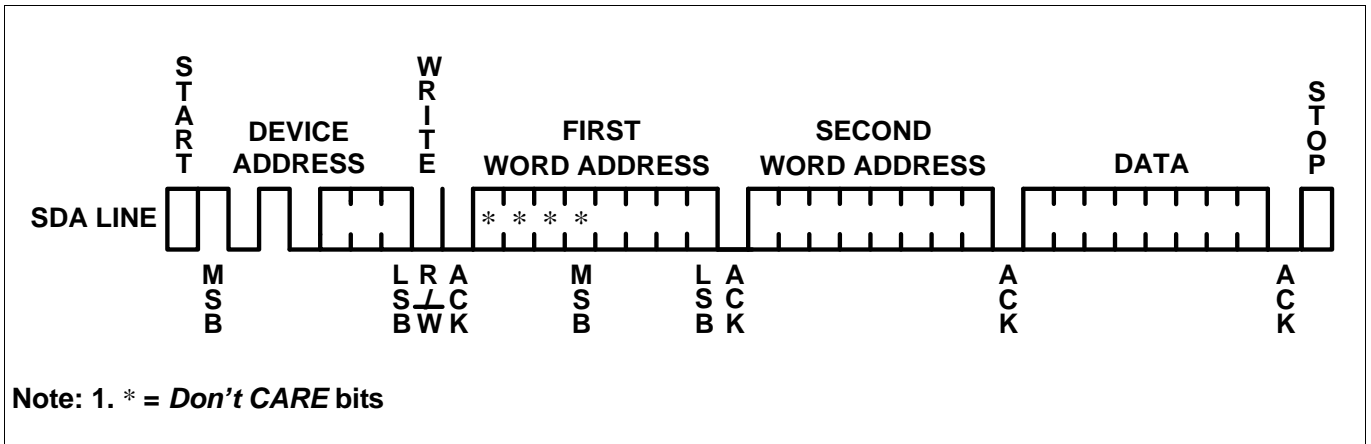 START
WRITE
STOP
DEVICE
ADDRESS
FIRST
WORD ADDRESS
SECOND
WORD ADDRESS
DATA
SDA LINE
* * * *
MSB
LSB
R/W
ACK
MSB
LSB
ACK
ACK
ACK
Note: 1. * = Don't CARE bits